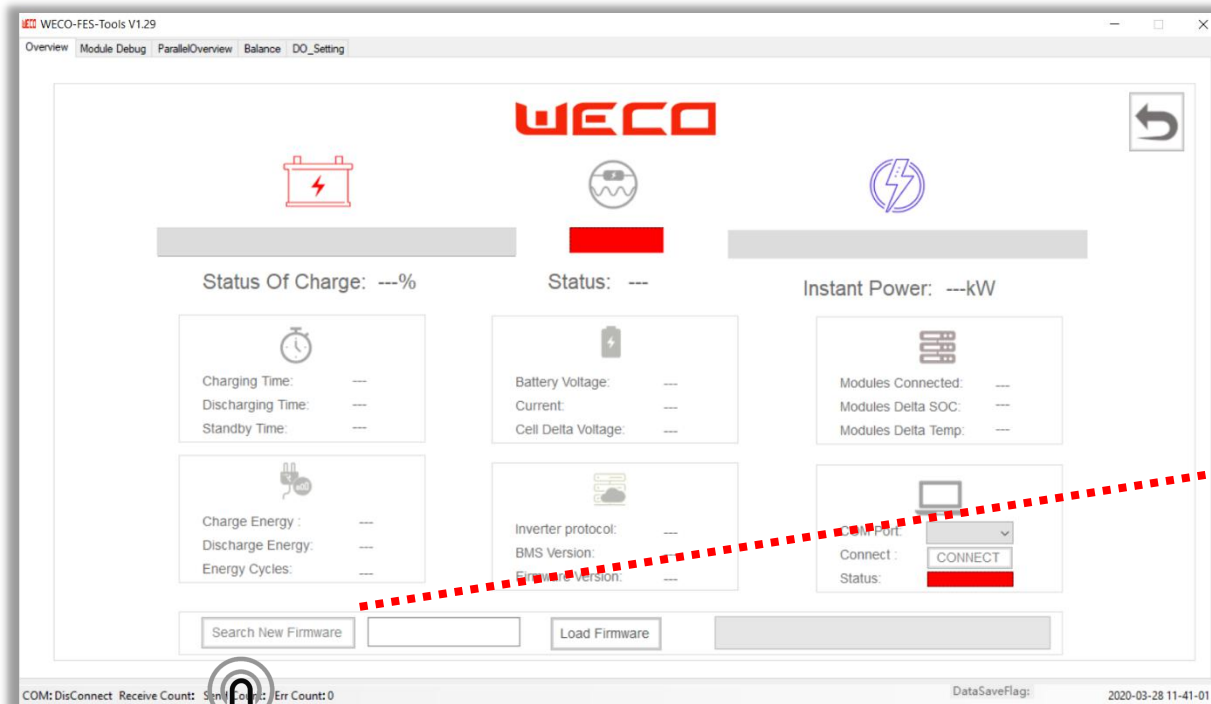 WECO WECO-FES-Tools V1.29
Overview Module Debug ParallelOverview Balance DO_Setting
WECO
Status Of Charge: ---% Status: --- Instant Power: ---kW
Charging Time: ---
Discharging Time: ---
Standby Time: ---
Battery Voltage: ---
Current: ---
Cell Delta Voltage: ---
Modules Connected: ---
Modules Delta SOC: ---
Modules Delta Temp: ---
Charge Energy : ---
Discharge Energy: ---
Energy Cycles: ---
Inverter protocol: ---
BMS Version: ---
Firmware Version: ---
COM Port:
Connect : CONNECT
Status:
Search New Firmware Load Firmware
COM: DisConnect Receive Count: Send Count: Err Count: 0 DataSaveFlag: 2020-03-28 11-41-01